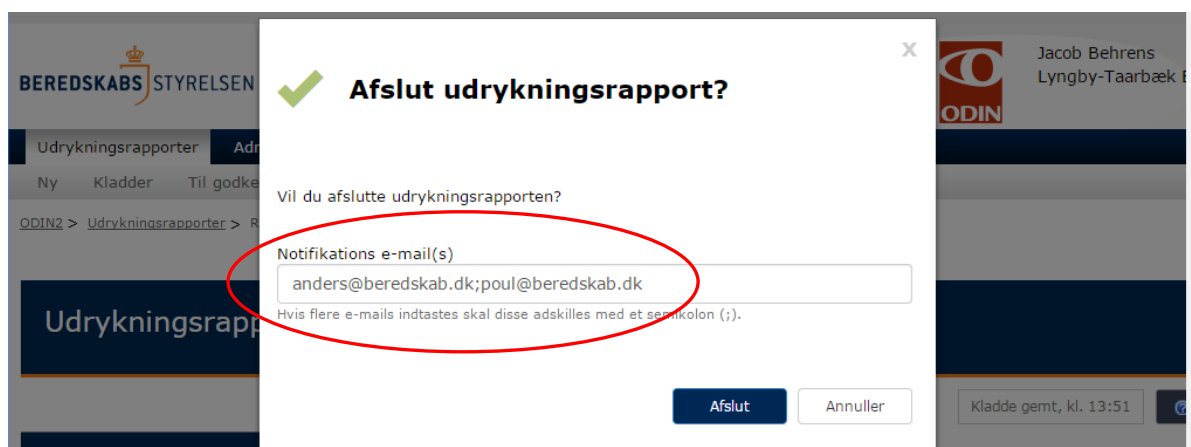 BEREDSKABS STYRELSEN
ODIN
Jacob Behrens
Lyngby-Taarbæk
Udrykningsrapporter
Ny Kladder Til godke
ODIN2 > Udrykningsrapporter >
Udrykningsrapp
x
Afslut udrykningsrapport?
Vil du afslutte udrykningsrapporten?
Notifikations e-mail(s)
anders@beredskab.dk;poul@beredskab.dk
Hvis flere e-mails indtastes skal disse adskilles med et semikolon (;).
Afslut Annuller
Kladde gemt, kl. 13:51